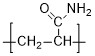 O NH₂
C
[CH₂—CH]